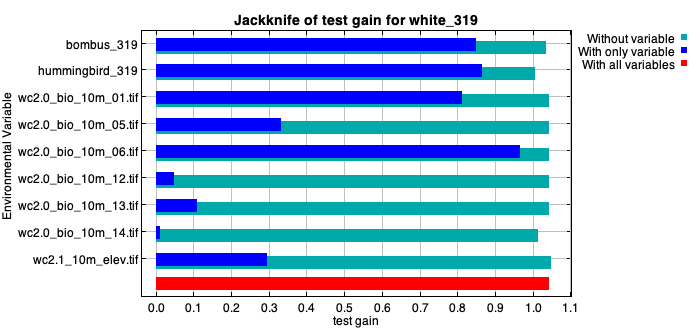 Jackknife of test gain for white_319
Without variable
With only variable
With all variables
Environmental Variable
bombus_319
hummingbird_319
wc2.0_bio_10m_01.tif
wc2.0_bio_10m_05.tif
wc2.0_bio_10m_06.tif
wc2.0_bio_10m_12.tif
wc2.0_bio_10m_13.tif
wc2.0_bio_10m_14.tif
wc2.1_10m_elev.tif
0.0 0.1 0.2 0.3 0.4 0.5 0.6 0.7 0.8 0.9 1.0 1.1
test gain